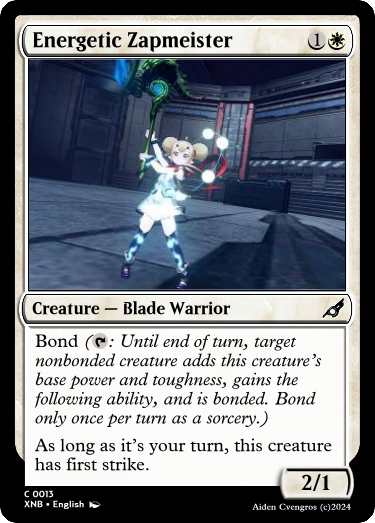 Energetic Zapmeister 1
Creature — Blade Warrior
Bond (: Until end of turn, target
nonbonded creature adds this creature's
base power and toughness, gains the
following ability, and is bonded. Bond
only once per turn as a sorcery.)
As long as it's your turn, this creature
has first strike.
2/1
C 0013
XNB • English
Aiden Cvengros (c)2024